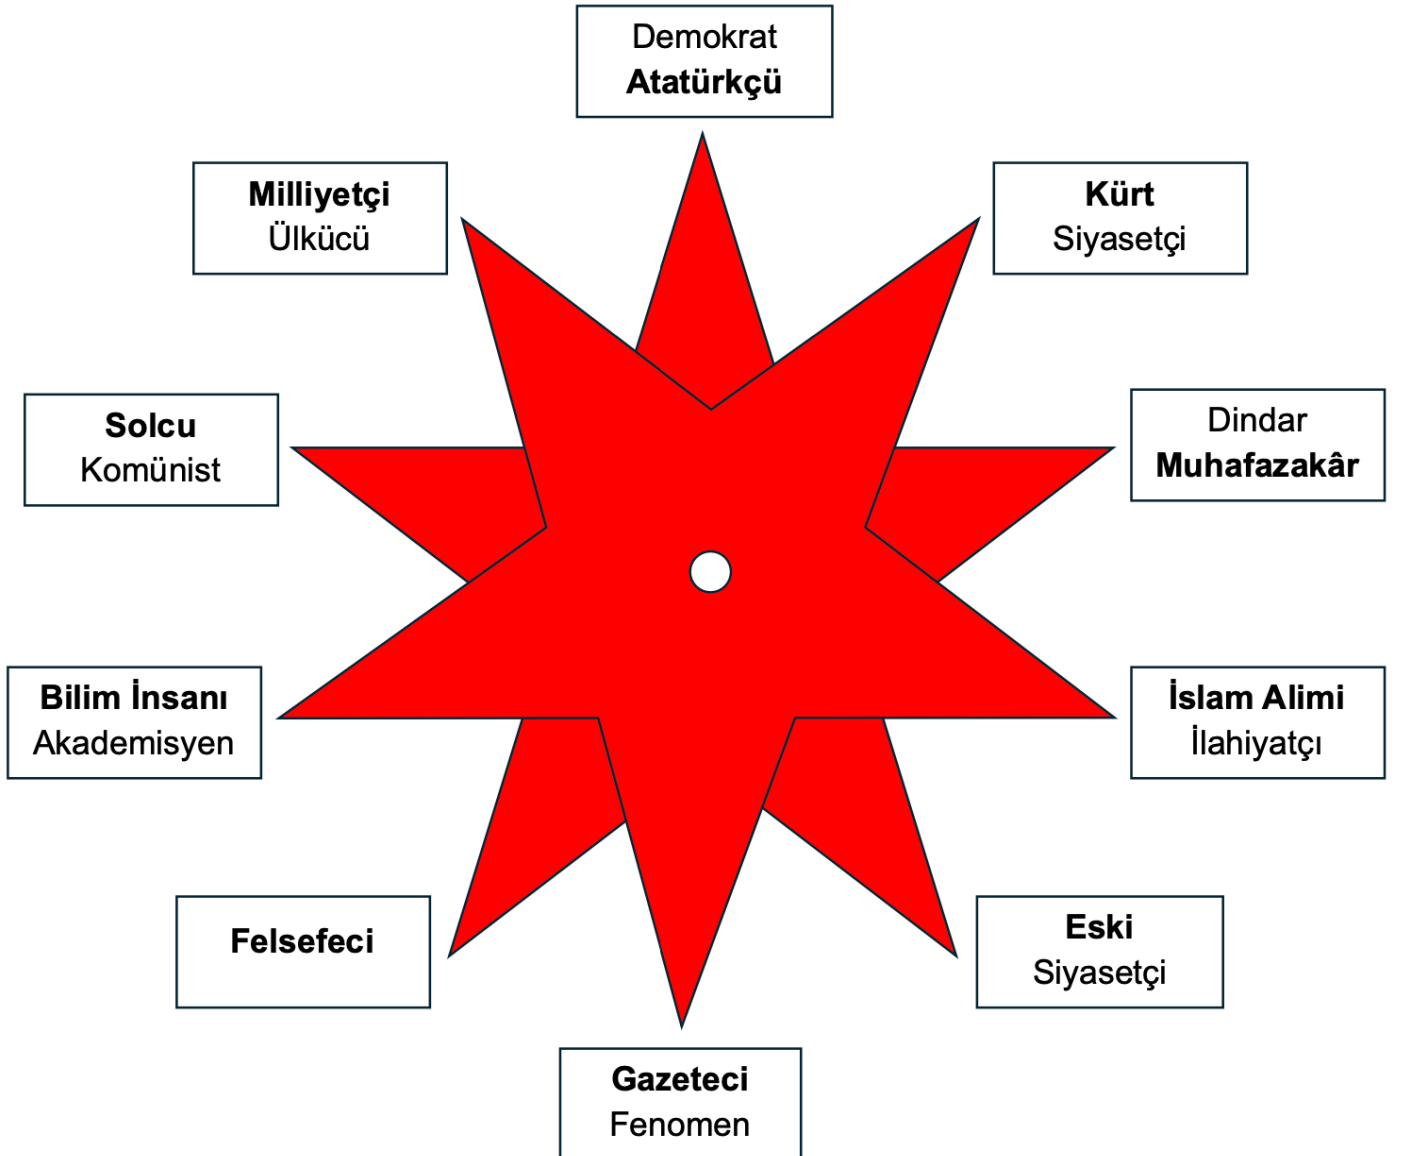 Demokrat
Atatürkçü
Milliyetçi
Ülkücü
Kürt
Siyasetçi
Solcu
Komünist
Dindar
Muhafazakâr
Bilim İnsanı
Akademisyen
İslam Alimi
İlahiyatçı
Felsefeci
Eski
Siyasetçi
Gazeteci
Fenomen